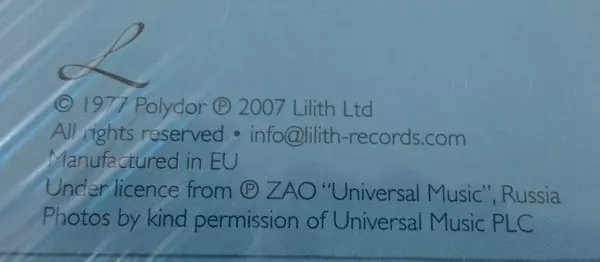 L
© 1977 Polydor ℗ 2007 Lilith Ltd
All rights reserved • info@lilith-records.com
Manufactured in EU
Under licence from ℗ ZAO "Universal Music", Russia
Photos by kind permission of Universal Music PLC